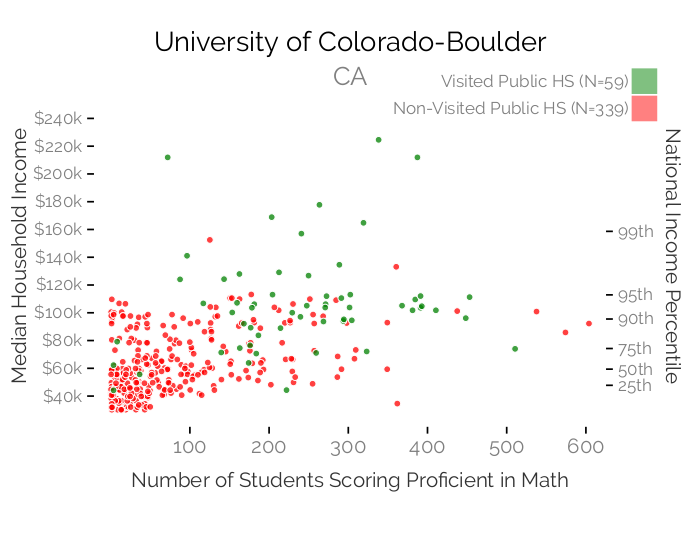 University of Colorado-Boulder
CA
Visited Public HS (N=59)
Non-Visited Public HS (N=339)
Median Household Income
$240k
$220k
$200k
$180k
$160k
$140k
$120k
$100k
$80k
$60k
$40k
National Income Percentile
99th
95th
90th
75th
50th
25th
100 200 300 400 500 600
Number of Students Scoring Proficient in Math